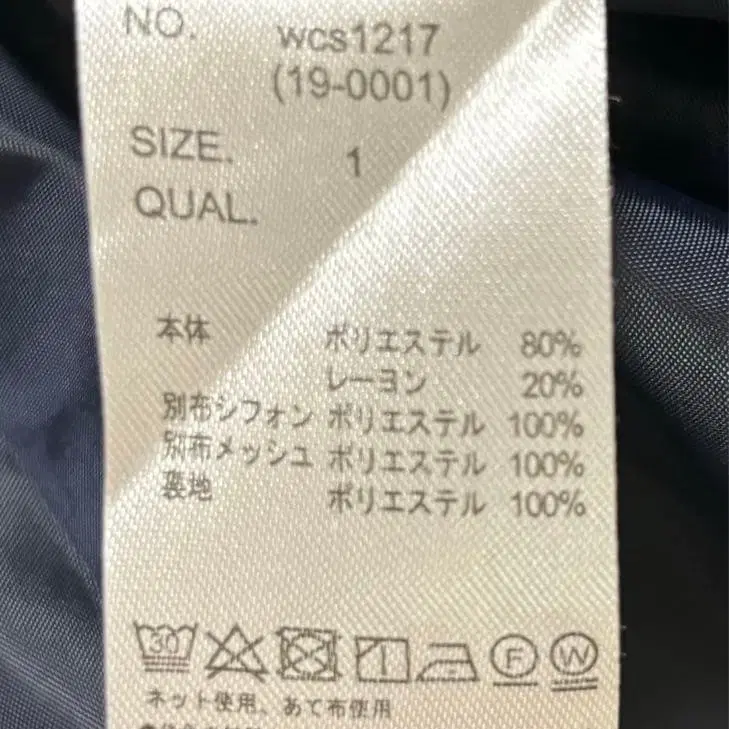 NO. wcs1217
(19-0001)
SIZE. 1
QUAL.
本体 ポリエステル 80%
レーヨン 20%
別布シフォン ポリエステル 100%
別布メッシュ ポリエステル 100%
裏地 ポリエステル 100%
30 F W
ネット使用、あて布使用